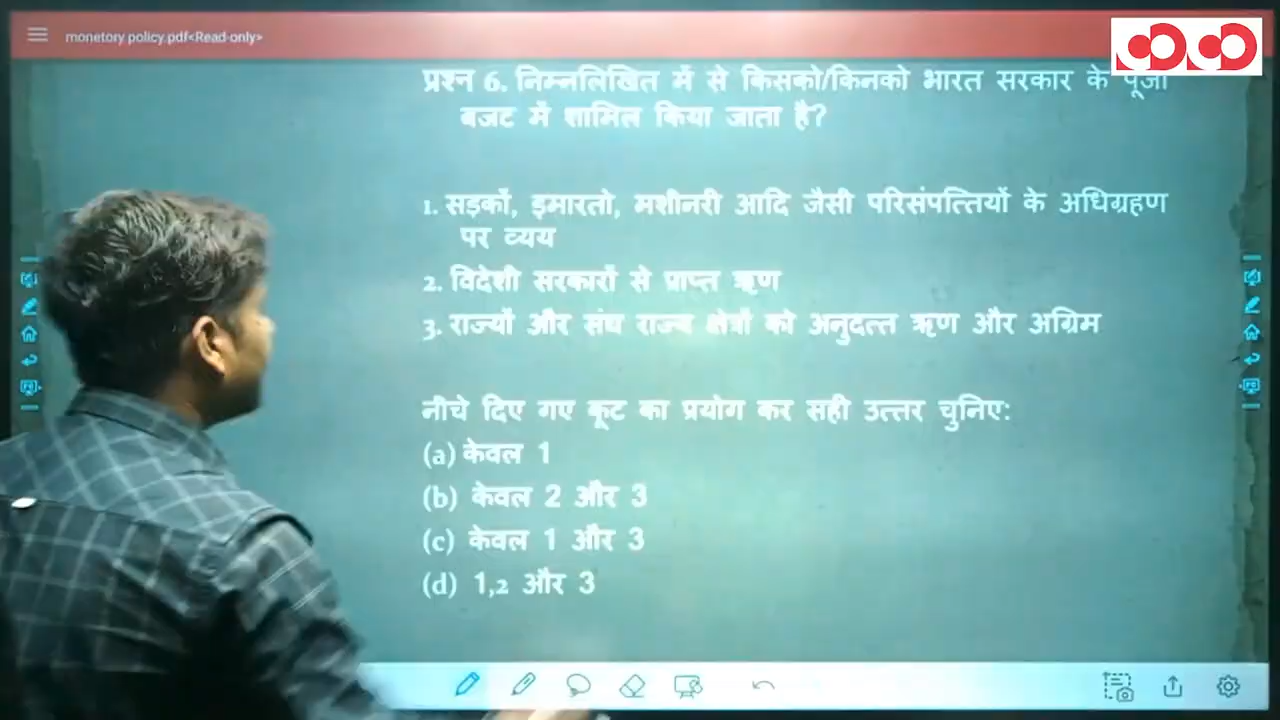 monetory policy.pdf<Read-only>
प्रश्न 6. निम्नलिखित में से किसको/किनको भारत सरकार के पूंजी
बजट में शामिल किया जाता है?
1. सड़कों, इमारतो, मशीनरी आदि जैसी परिसंपत्तियों के अधिग्रहण
पर व्यय
2. विदेशी सरकारों से प्राप्त ऋण
3. राज्यों और संघ राज्य क्षेत्रों को अनुदत्त ऋण और अग्रिम
नीचे दिए गए कूट का प्रयोग कर सही उत्तर चुनिए:
(a) केवल 1
(b) केवल 2 और 3
(c) केवल 1 और 3
(d) 1,2 और 3